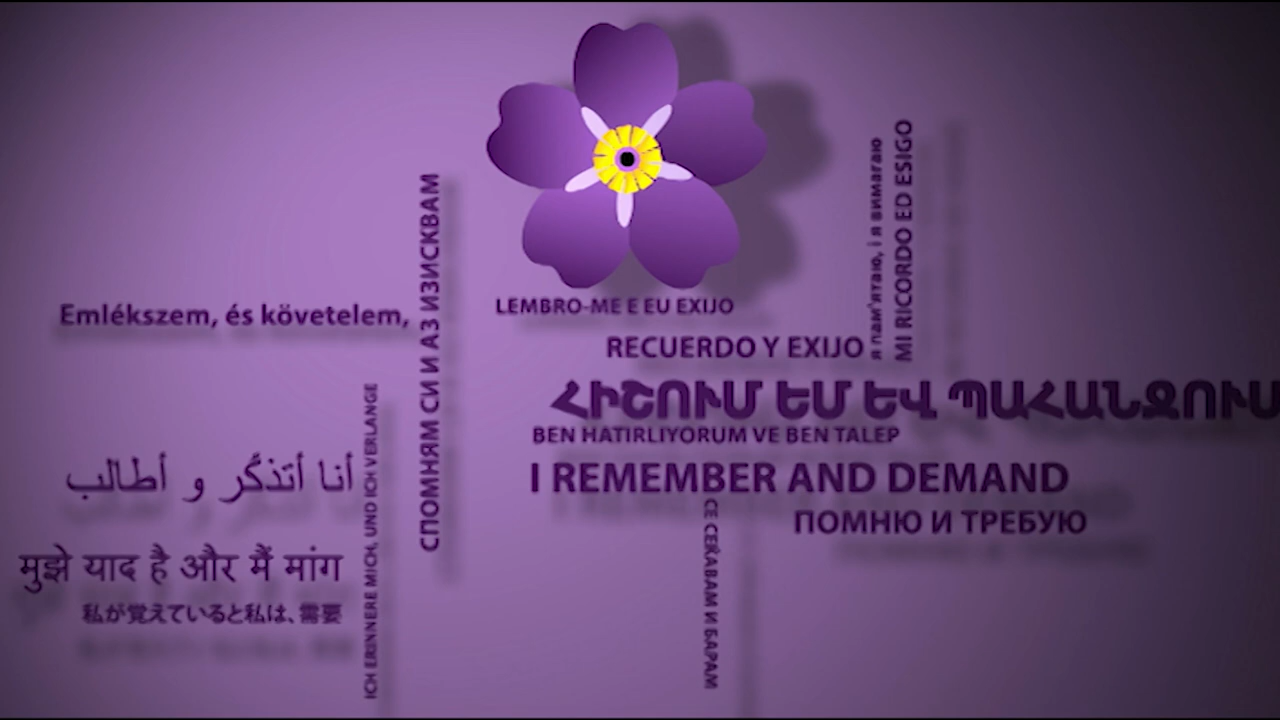 Emlékszem, és követelem,
СПОМНЯМ СИ И АЗ ИЗИСКВАМ
LEMBRO-ME E EU EXIJO
RECUERDO Y EXIJO
я пам'ятаю, і я вимагаю
MI RICORDO ED ESIGO
ՀԻՇՈՒՄ ԵՄ ԵՎ ՊԱՀԱՆՋՈՒՄ
BEN HATIRLIYORUM VE BEN TALEP
I REMEMBER AND DEMAND
ПОМНЮ И ТРЕБУЮ
СЕ СЕЌАВАМ И БАРАМ
أنا أتذكّر و أطالب
मुझे याद है और मैं मांग
私が覚えていると私は、需要
ICH ERINNERE MICH, UND ICH VERLANGE